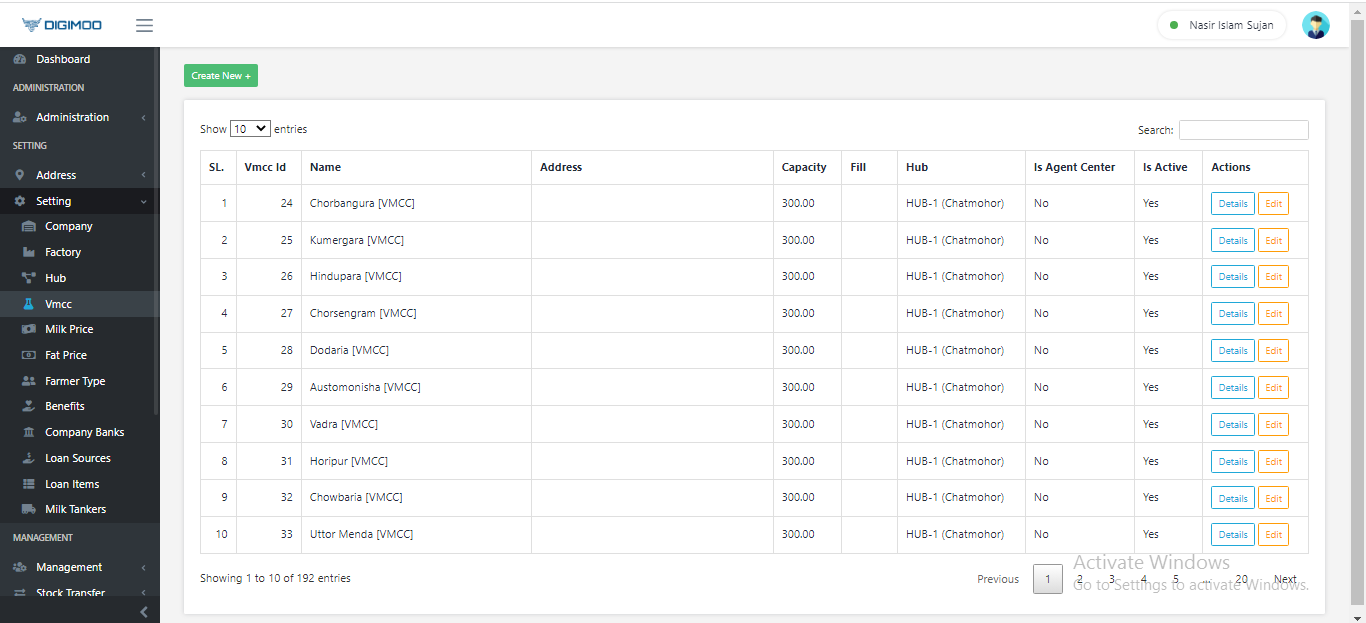 DIGIMOO
Nasir Islam Sujan
Dashboard
ADMINISTRATION
Administration
SETTING
Address
Setting
Company
Factory
Hub
Vmcc
Milk Price
Fat Price
Farmer Type
Benefits
Company Banks
Loan Sources
Loan Items
Milk Tankers
MANAGEMENT
Management
Stock Transfer
Create New +
Show 10 entries
Search:
SL. Vmcc Id Name Address Capacity Fill Hub Is Agent Center Is Active Actions
1 24 Chorbangura [VMCC] 300.00 HUB-1 (Chatmohor) No Yes Details Edit
2 25 Kumergara [VMCC] 300.00 HUB-1 (Chatmohor) No Yes Details Edit
3 26 Hindupara [VMCC] 300.00 HUB-1 (Chatmohor) No Yes Details Edit
4 27 Chorsengram [VMCC] 300.00 HUB-1 (Chatmohor) No Yes Details Edit
5 28 Dodaria [VMCC] 300.00 HUB-1 (Chatmohor) No Yes Details Edit
6 29 Austomonisha [VMCC] 300.00 HUB-1 (Chatmohor) No Yes Details Edit
7 30 Vadra [VMCC] 300.00 HUB-1 (Chatmohor) No Yes Details Edit
8 31 Horipur [VMCC] 300.00 HUB-1 (Chatmohor) No Yes Details Edit
9 32 Chowbaria [VMCC] 300.00 HUB-1 (Chatmohor) No Yes Details Edit
10 33 Uttor Menda [VMCC] 300.00 HUB-1 (Chatmohor) No Yes Details Edit
Showing 1 to 10 of 192 entries
Previous 1 2 3 4 5 ... 20 Next
Activate Windows
Go to Settings to activate Windows.